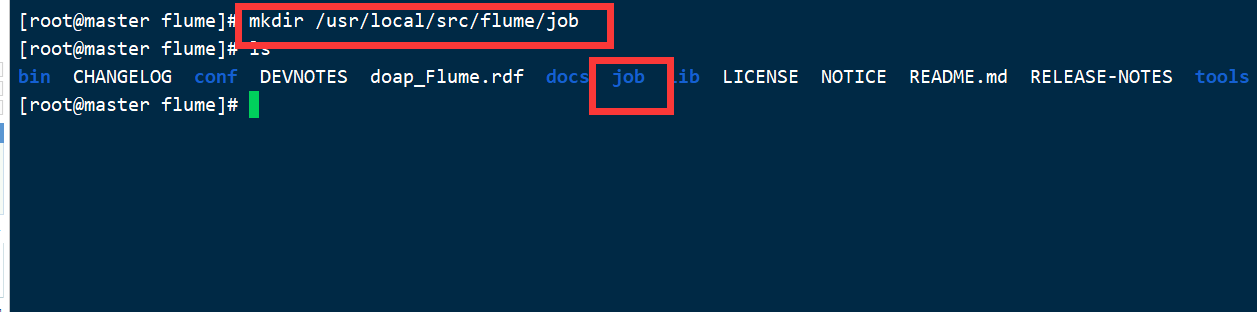 [root@master flume]# mkdir /usr/local/src/flume/job
[root@master flume]# ls
bin CHANGELOG conf DEVNOTES doap_Flume.rdf docs job lib LICENSE NOTICE README.md RELEASE-NOTES tools
[root@master flume]#